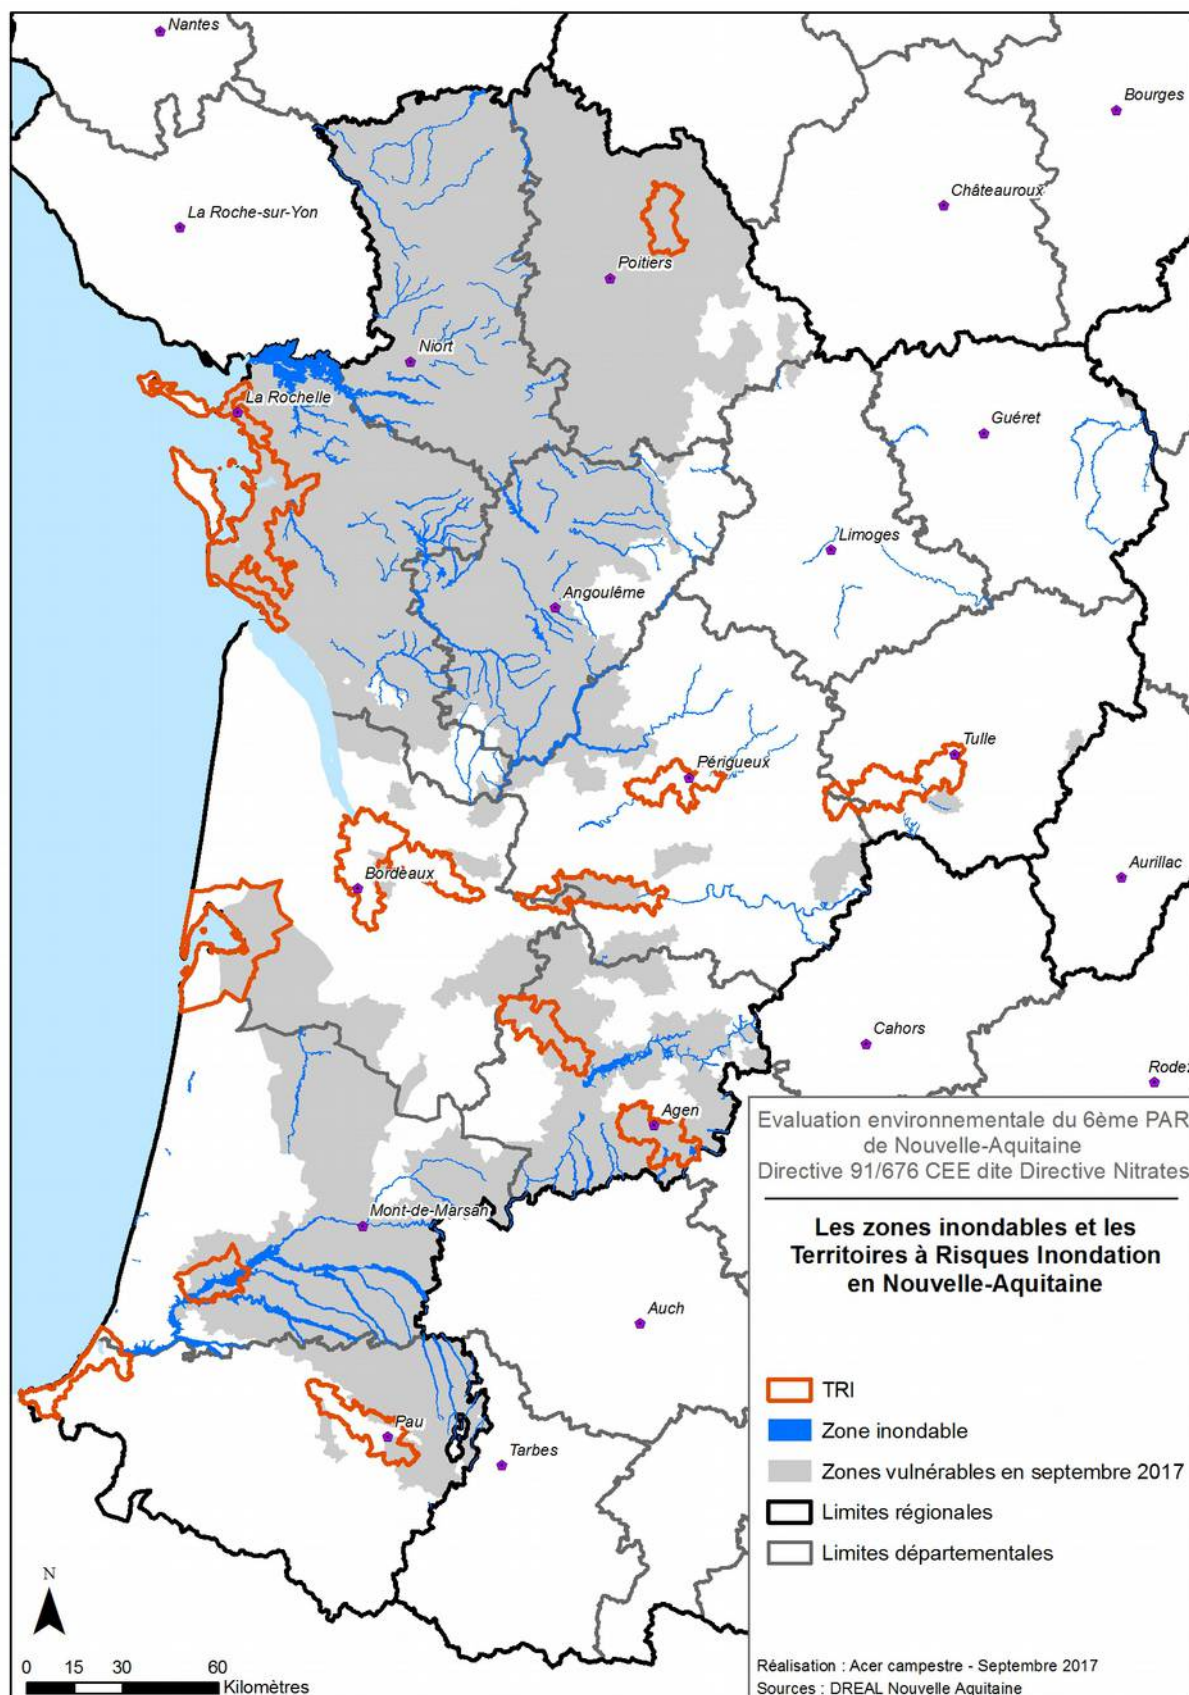 Nantes
Bourges
Châteauroux
La Roche-sur-Yon
Poitiers
Niort
La Rochelle
Guéret
Limoges
Angoulême
Tulle
Périgueux
Aurillac
Bordeaux
Cahors
Rodez
Agen
Mont-de-Marsan
Auch
Pau
Tarbes
Evaluation environnementale du 6ème PAR
de Nouvelle-Aquitaine
Directive 91/676 CEE dite Directive Nitrates
Les zones inondables et les
Territoires à Risques Inondation
en Nouvelle-Aquitaine
TRI
Zone inondable
Zones vulnérables en septembre 2017
Limites régionales
Limites départementales
N
0 15 30 60
Kilomètres
Réalisation : Acer campestre - Septembre 2017
Sources : DREAL Nouvelle Aquitaine